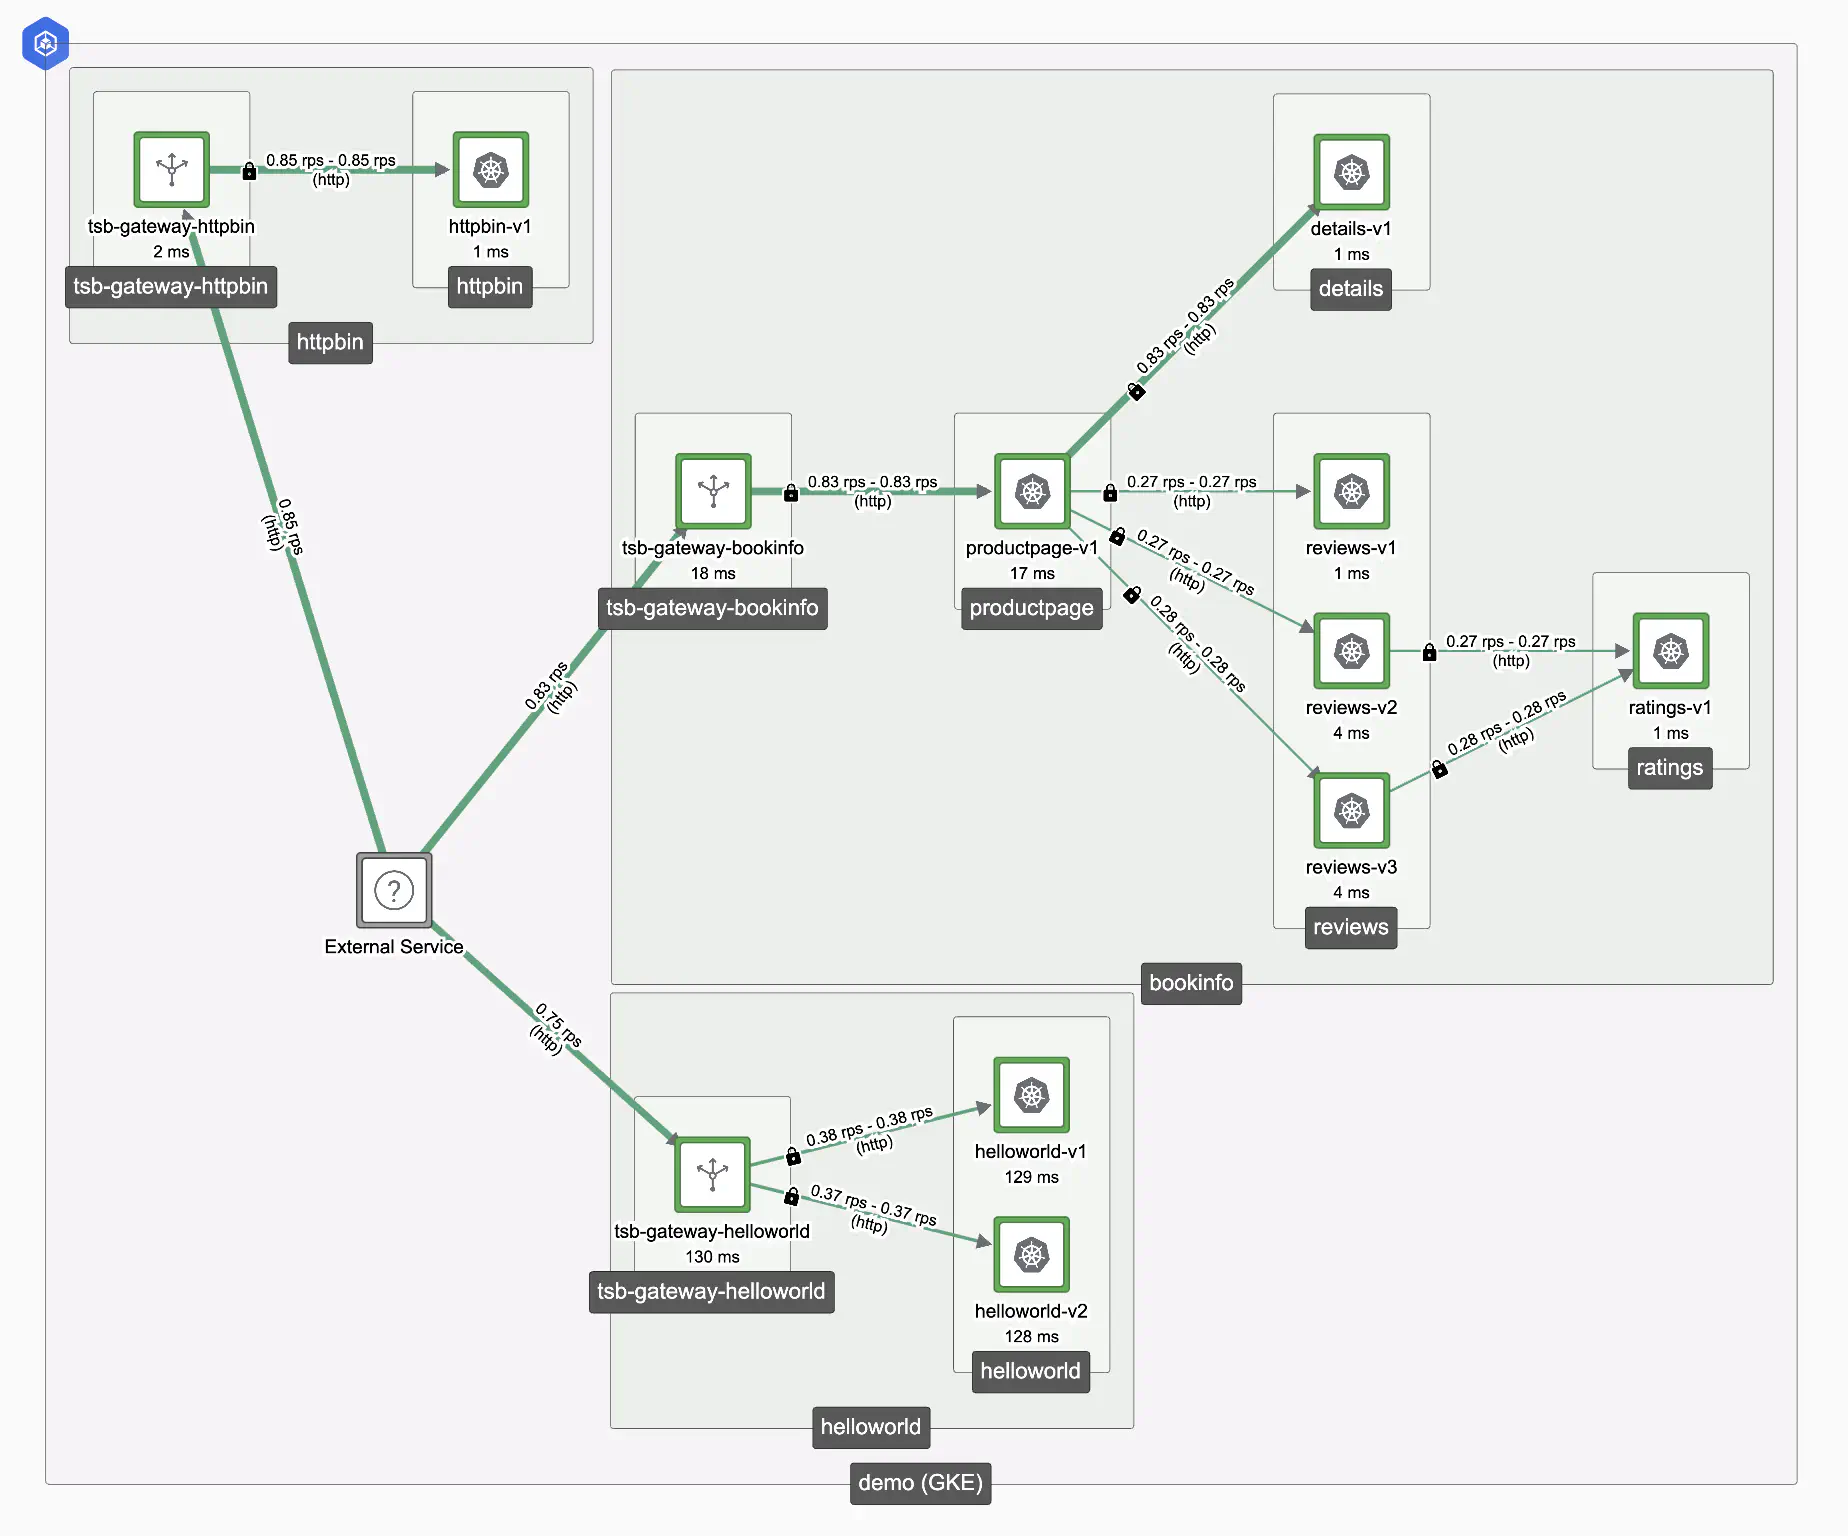 0.85 rps - 0.85 rps
(http)
tsb-gateway-httpbin
2 ms
tsb-gateway-httpbin
httpbin-v1
1 ms
httpbin
httpbin
0.85 rps
(http)
0.83 rps
(http)
External Service
0.75 rps
(http)
details-v1
1 ms
details
0.83 rps - 0.83 rps
(http)
tsb-gateway-bookinfo
18 ms
tsb-gateway-bookinfo
0.83 rps - 0.83 rps
(http)
productpage-v1
17 ms
productpage
0.27 rps - 0.27 rps
(http)
0.27 rps - 0.27 rps
(http)
0.28 rps - 0.28 rps
(http)
reviews-v1
1 ms
reviews-v2
4 ms
reviews-v3
4 ms
reviews
0.27 rps - 0.27 rps
(http)
0.28 rps - 0.28 rps
(http)
ratings-v1
1 ms
ratings
bookinfo
tsb-gateway-helloworld
130 ms
tsb-gateway-helloworld
0.38 rps - 0.38 rps
(http)
0.37 rps - 0.37 rps
(http)
helloworld-v1
129 ms
helloworld-v2
128 ms
helloworld
helloworld
demo (GKE)